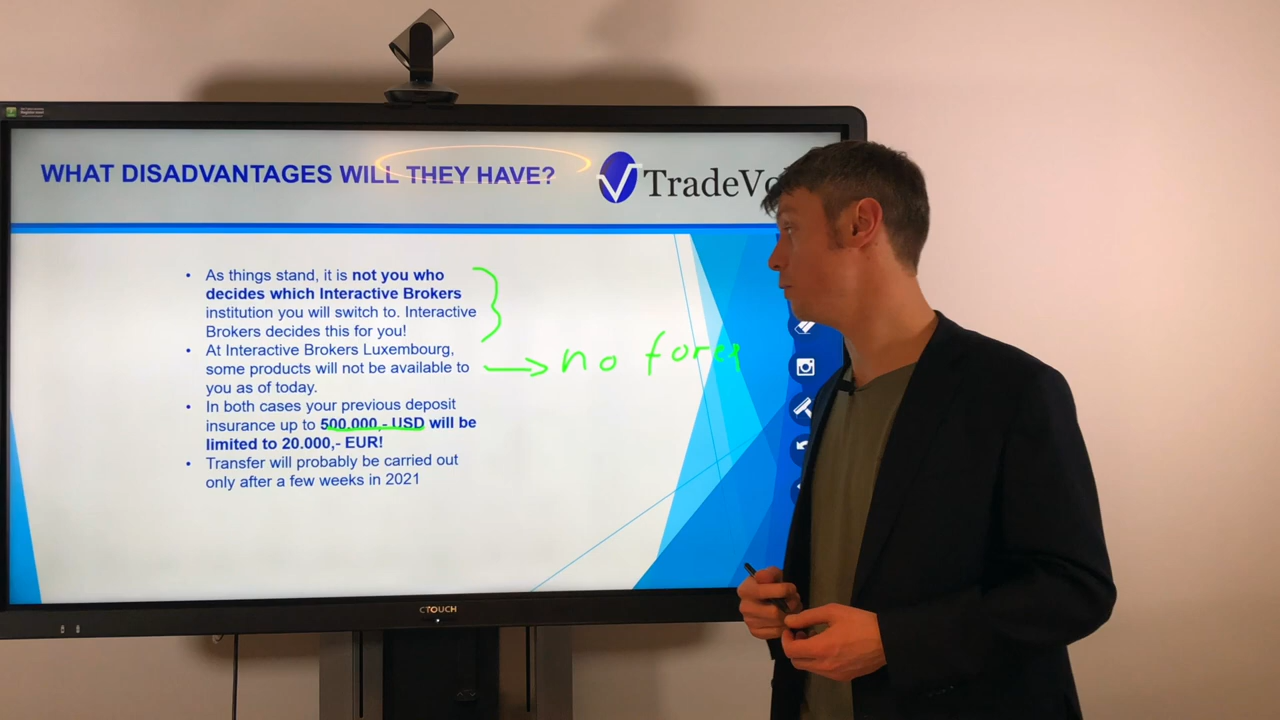 WHAT DISADVANTAGES WILL THEY HAVE?
TradeVo
• As things stand, it is not you who
decides which Interactive Brokers
institution you will switch to. Interactive
Brokers decides this for you!
• At Interactive Brokers Luxembourg,
some products will not be available to
you as of today.
• In both cases your previous deposit
insurance up to 500.000,- USD will be
limited to 20.000,- EUR!
• Transfer will probably be carried out
only after a few weeks in 2021
no forex
CTOUCH